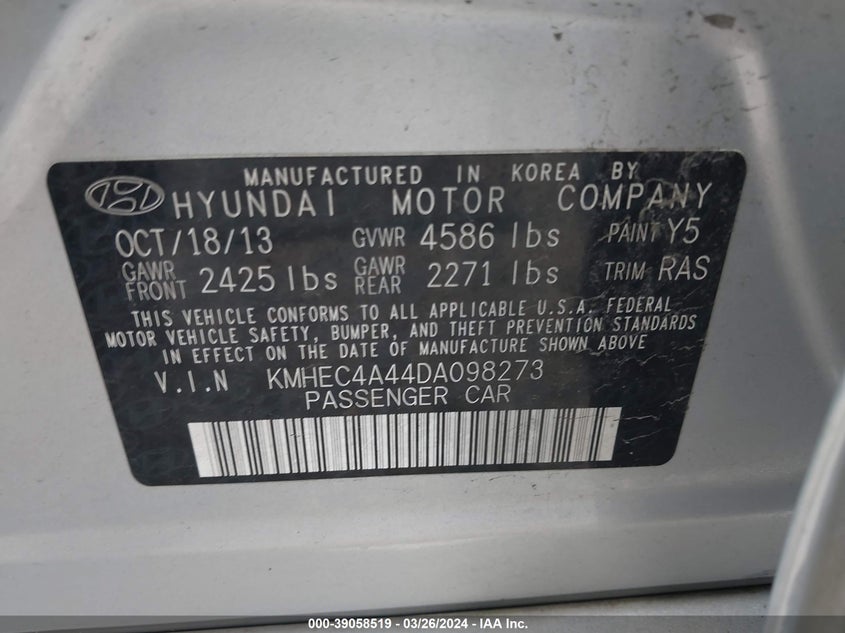 MANUFACTURED IN KOREA BY
HYUNDAI MOTOR COMPANY
OCT/18/13 GVWR 4586 lbs PAINT Y5
GAWR FRONT 2425 lbs GAWR REAR 2271 lbs TRIM RAS
THIS VEHICLE CONFORMS TO ALL APPLICABLE U.S.A. FEDERAL
MOTOR VEHICLE SAFETY, BUMPER, AND THEFT PREVENTION STANDARDS
IN EFFECT ON THE DATE OF MANUFACTURE SHOWN ABOVE
V.I.N KMHEC4A44DA098273
PASSENGER CAR
000-39058519 - 03/26/2024 - IAA Inc.